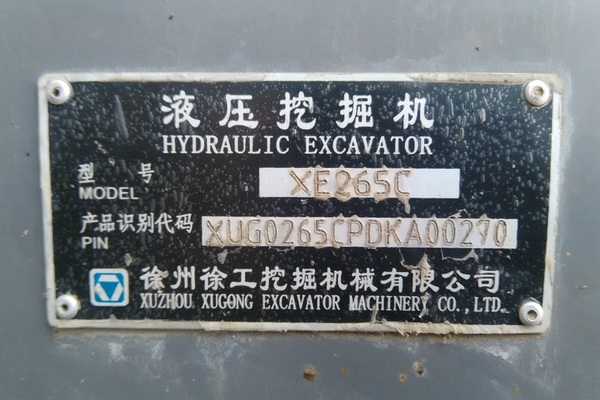 液压挖掘机
HYDRAULIC EXCAVATOR
型 号 XE265C
MODEL
产品识别代码 XUG0265CPDKA00270
PIN
徐州徐工挖掘机械有限公司
XUZHOU XUGONG EXCAVATOR MACHINERY CO.,LTD.